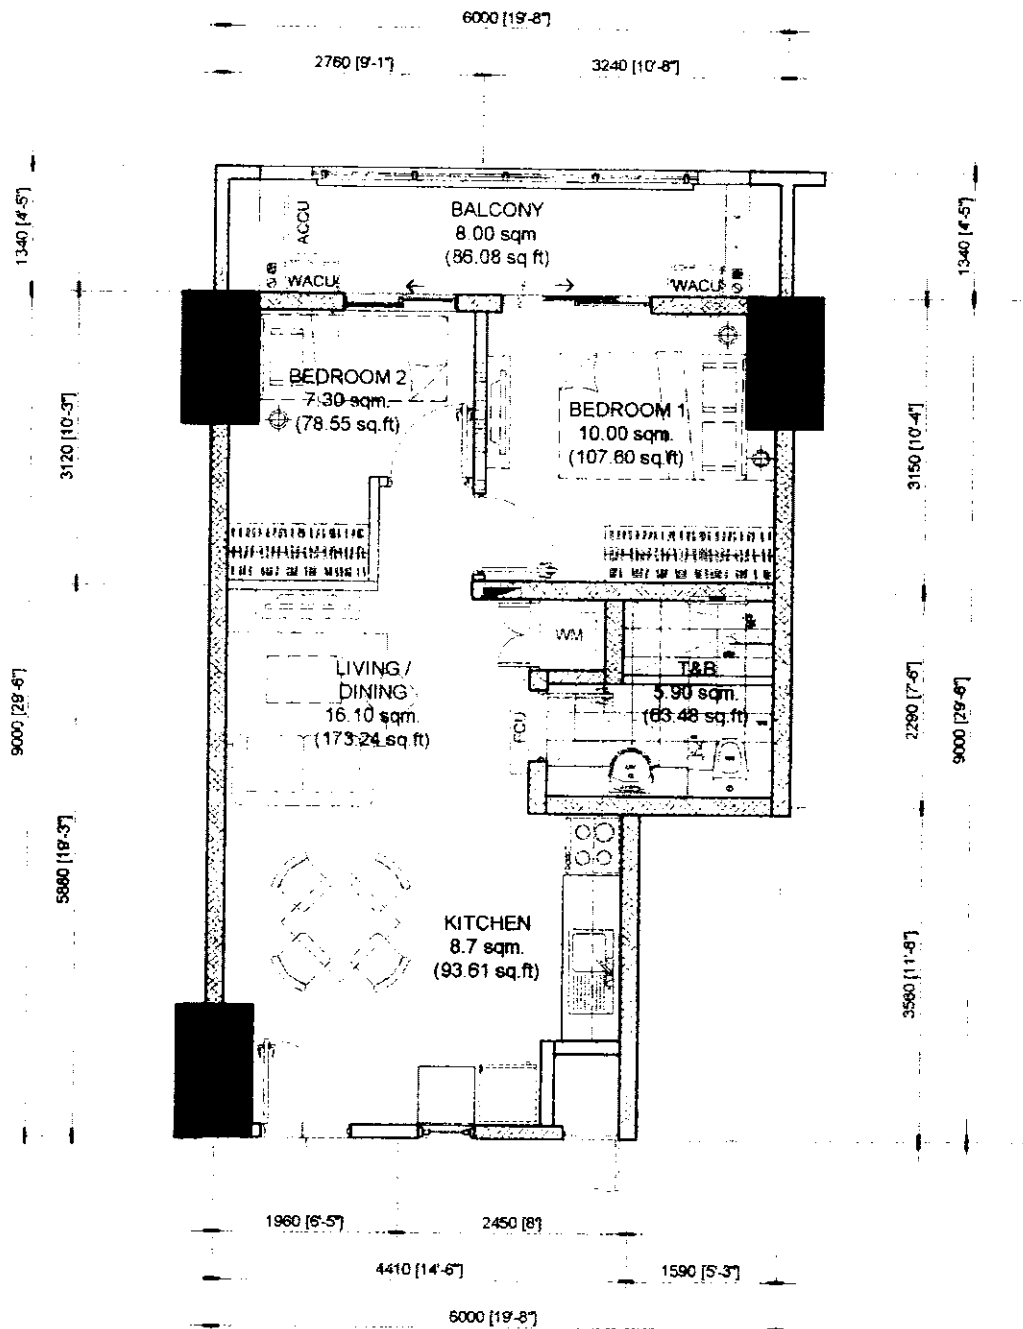 6000 [19'-8"]
2760 [9'-1"]
3240 [10'-8"]
1340 [4'-5"]
1340 [4'-5"]
BALCONY
8.00 sqm
(86.08 sq ft)
ACCU
WACU
WACU
BEDROOM 2
7.30 sqm.
(78.55 sq.ft)
BEDROOM 1
10.00 sqm.
(107.60 sq.ft)
3120 [10'-3"]
3150 [10'-4"]
9000 [29'-6"]
WM
T&B
5.90 sqm.
(63.48 sq.ft)
LIVING /
DINING
16.10 sqm.
(173.24 sq.ft)
FCU
2290 [7'-6"]
9000 [29'-6"]
5880 [19'-3"]
KITCHEN
8.7 sqm.
(93.61 sq.ft)
3560 [11'-8"]
1960 [6'-5"]
2450 [8']
4410 [14'-6"]
1590 [5'-3"]
6000 [19'-8"]